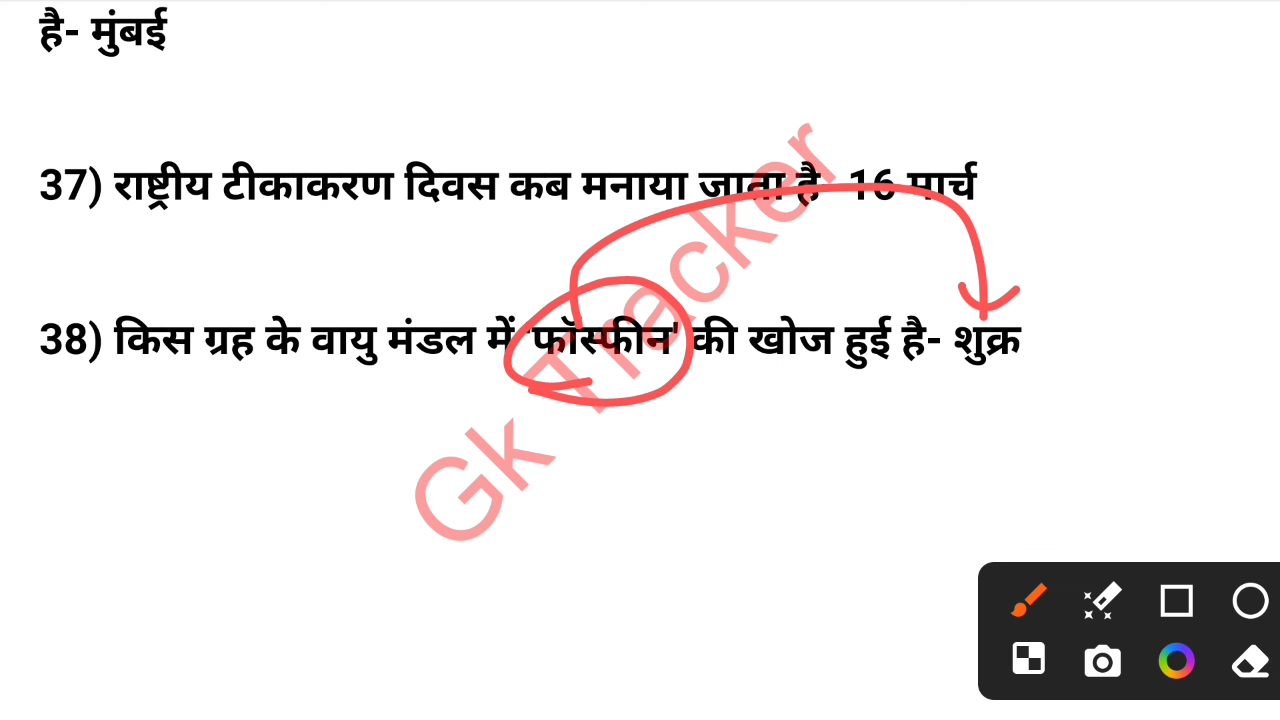 है- मुंबई
37) राष्ट्रीय टीकाकरण दिवस कब मनाया जाता है- 16 मार्च
38) किस ग्रह के वायु मंडल में 'फॉस्फीन' की खोज हुई है- शुक्र
Gk Tracker